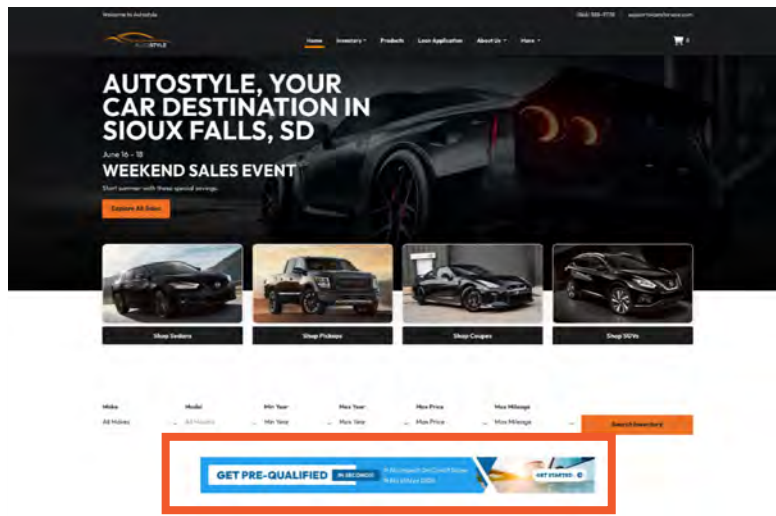 Welcome to Autostyle
AUTOSTYLE
Home Inventory Products Loan Application About Us More
AUTOSTYLE, YOUR
CAR DESTINATION IN
SIOUX FALLS, SD
June 16 - 18
WEEKEND SALES EVENT
Start summer with these special savings.
Explore All Sales
Shop Sedans
Shop Pickups
Shop Coupes
Shop SUVs
Make Model Min Year Max Year Max Price Max Mileage
All Makes All Models Min Year Max Year Max Price Max Mileage Search Inventory
GET PRE-QUALIFIED IN SECONDS!
GET STARTED